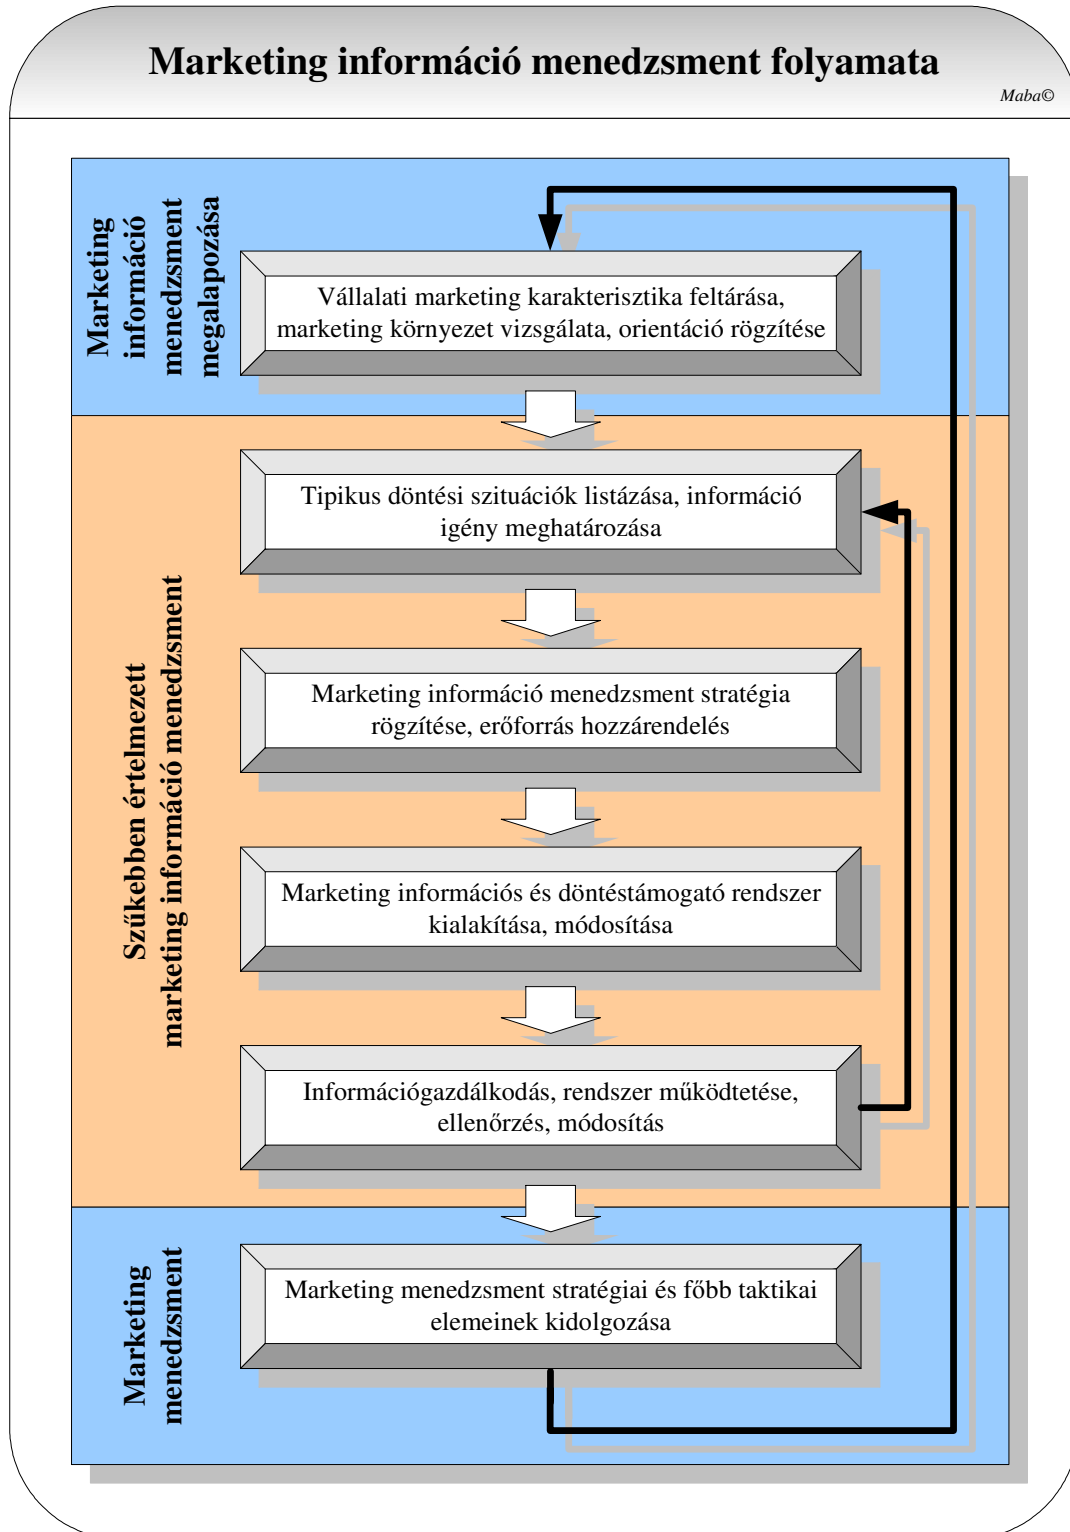 Marketing információ menedzsment folyamata
Maba©
Marketing
információ
menedzsment
megalapozása
Vállalati marketing karakterisztika feltárása,
marketing környezet vizsgálata, orientáció rögzítése
Szűkebben értelmezett
marketing információ menedzsment
Tipikus döntési szituációk listázása, információ
igény meghatározása
Marketing információ menedzsment stratégia
rögzítése, erőforrás hozzárendelés
Marketing információs és döntéstámogató rendszer
kialakítása, módosítása
Információgazdálkodás, rendszer működtetése,
ellenőrzés, módosítás
Marketing
menedzsment
Marketing menedzsment stratégiai és főbb taktikai
elemeinek kidolgozása